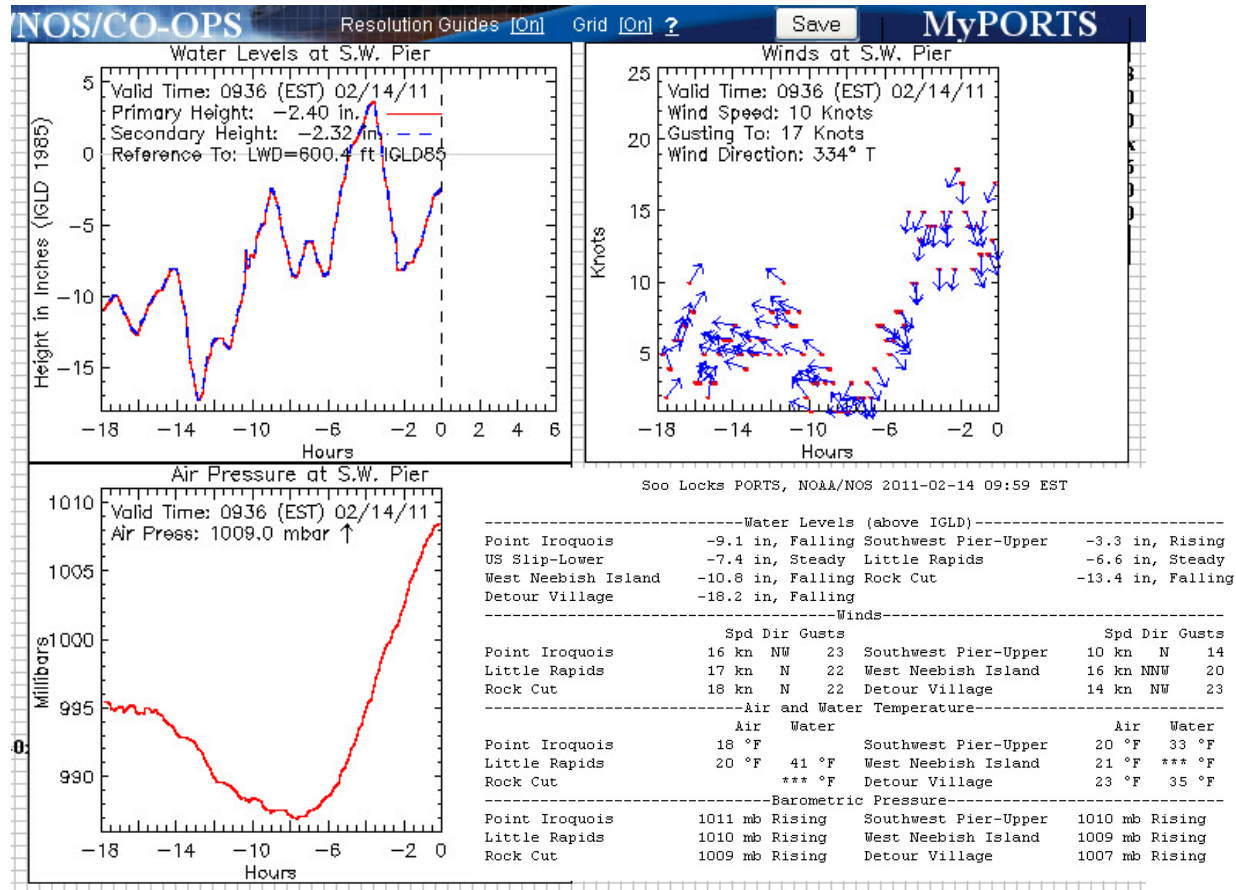 /NOS/CO-OPS Resolution Guides [On] Grid [On] ? Save MyPORTS
Water Levels at S.W. Pier
Valid Time: 0936 (EST) 02/14/11
Primary Height: -2.40 in.
Secondary Height: -2.32 in.
Reference To: LWD=600.4 ft IGLD85
Height In Inches (IGLD 1985)
5
0
-5
-10
-15
-18 -14 -10 -6 -2 0 2 4 6
Hours
Winds at S.W. Pier
Valid Time: 0936 (EST) 02/14/11
Wind Speed: 10 Knots
Gusting To: 17 Knots
Wind Direction: 334° T
Knots
25
20
15
10
5
-18 -14 -10 -6 -2 0
Hours
Air Pressure at S.W. Pier
Valid Time: 0936 (EST) 02/14/11
Air Press: 1009.0 mbar ↑
Millibars
1010
1005
1000
995
990
-18 -14 -10 -6 -2 0
Hours
Soo Locks PORTS, NOAA/NOS 2011-02-14 09:59 EST
Water Levels (above IGLD)
Point Iroquois -9.1 in, Falling Southwest Pier-Upper -3.3 in, Rising
US Slip-Lower -7.4 in, Steady Little Rapids -6.6 in, Steady
West Neebish Island -10.8 in, Falling Rock Cut -13.4 in, Falling
Detour Village -18.2 in, Falling
Winds
Spd Dir Gusts Spd Dir Gusts
Point Iroquois 16 kn NW 23 Southwest Pier-Upper 10 kn N 14
Little Rapids 17 kn N 22 West Neebish Island 16 kn NNW 20
Rock Cut 18 kn N 22 Detour Village 14 kn NW 23
Air and Water Temperature
Air Water Air Water
Point Iroquois 18 °F Southwest Pier-Upper 20 °F 33 °F
Little Rapids 20 °F 41 °F West Neebish Island 21 °F *** °F
Rock Cut *** °F Detour Village 23 °F 35 °F
Barometric Pressure
Point Iroquois 1011 mb Rising Southwest Pier-Upper 1010 mb Rising
Little Rapids 1010 mb Rising West Neebish Island 1009 mb Rising
Rock Cut 1009 mb Rising Detour Village 1007 mb Rising